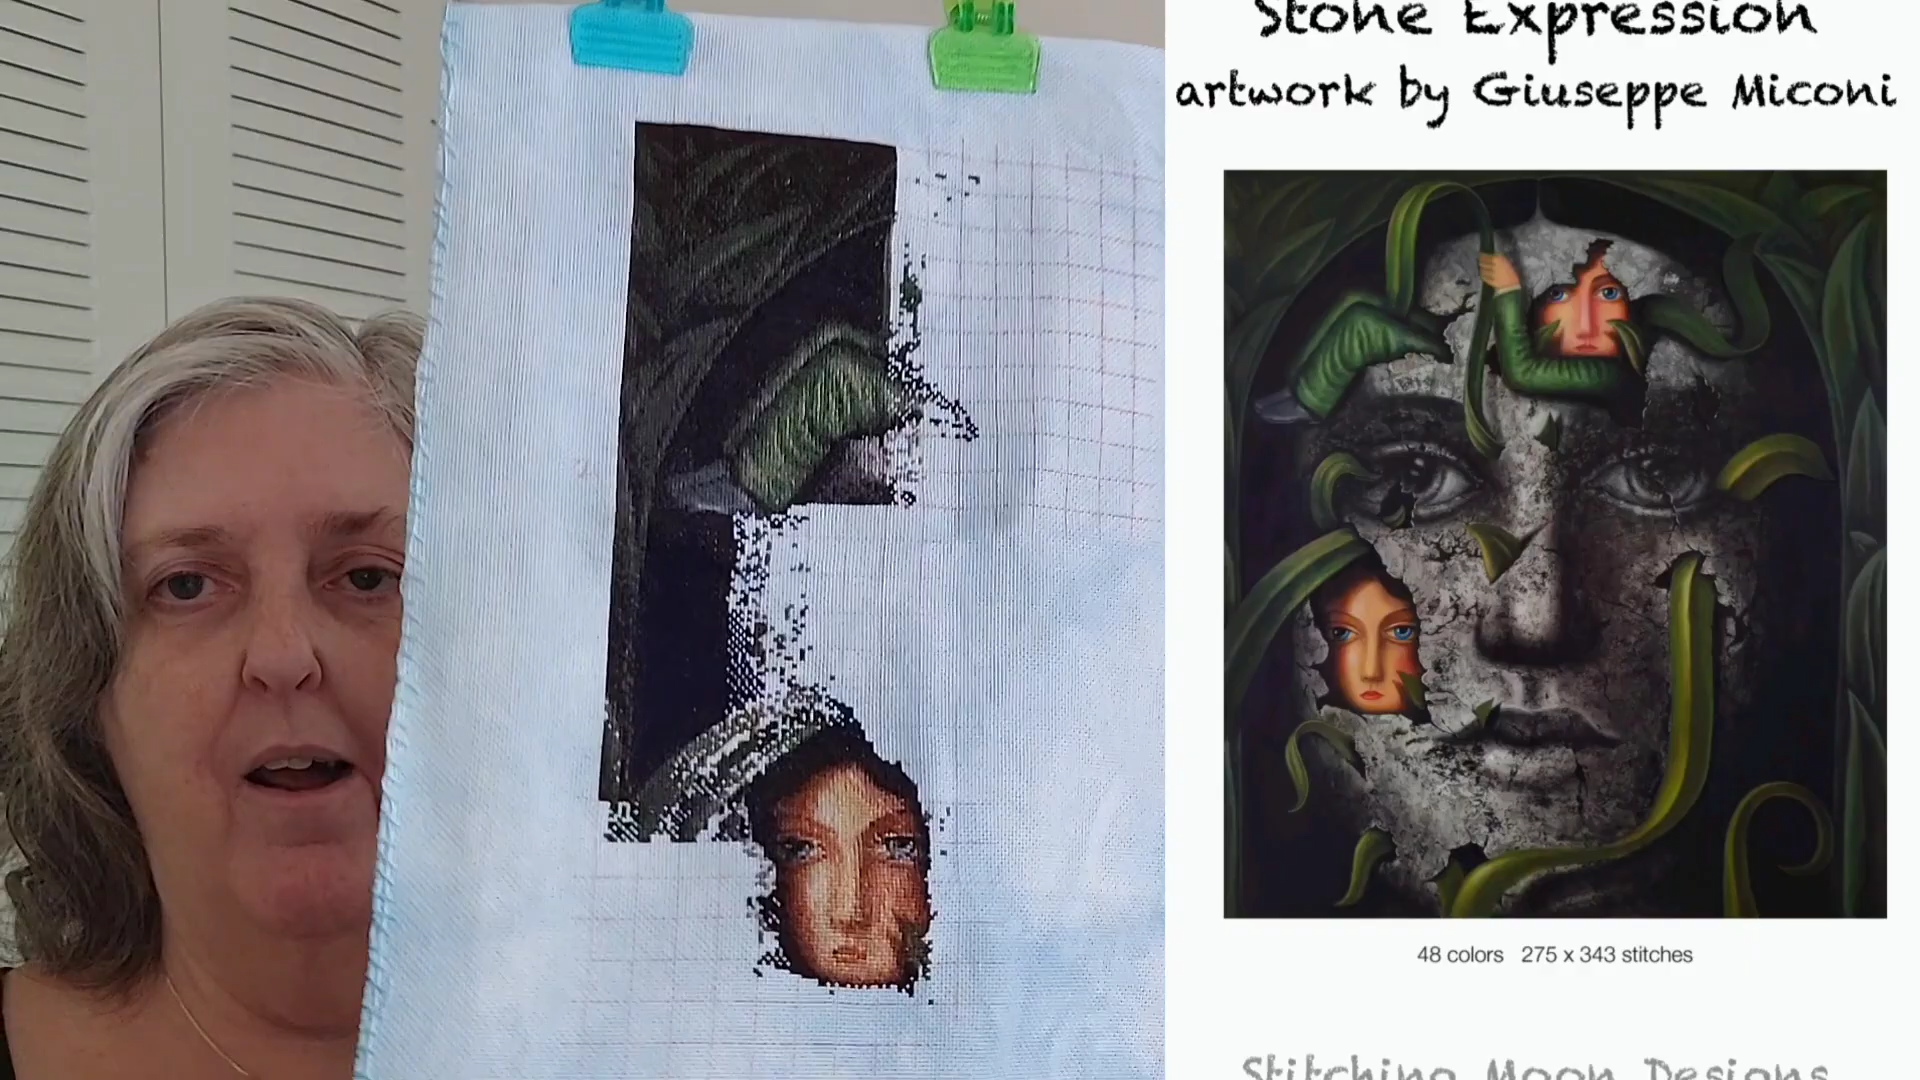 Stone Expression
artwork by Giuseppe Miconi
48 colors 275 x 343 stitches
Stitching Moon Designs